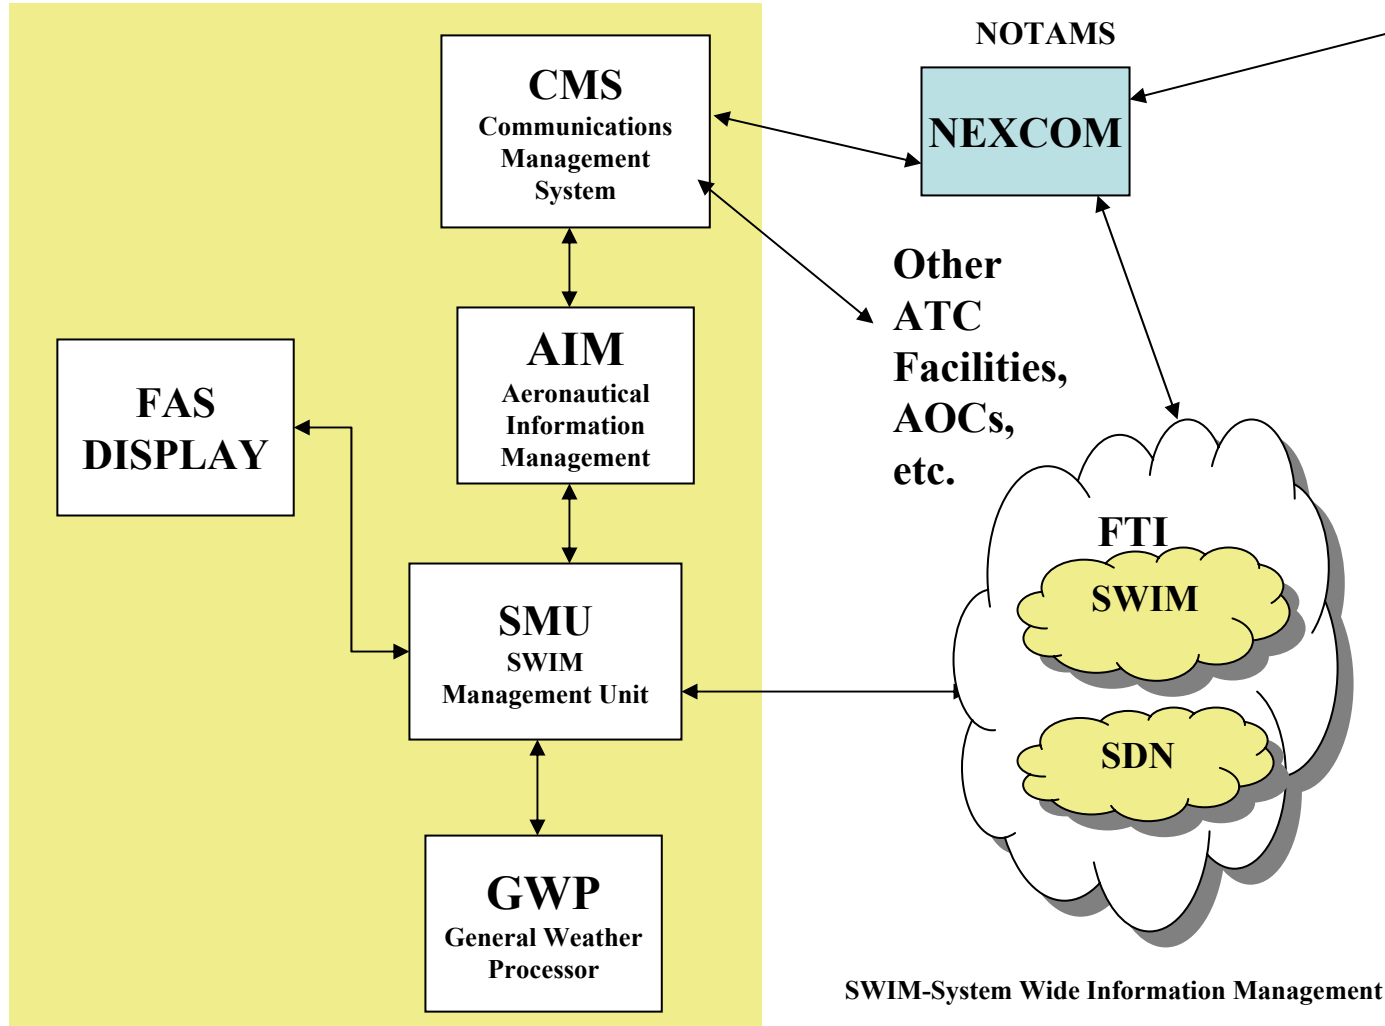 CMS
Communications
Management
System
NOTAMS
NEXCOM
Other
ATC
Facilities,
AOCs,
etc.
AIM
Aeronautical
Information
Management
FAS
DISPLAY
SMU
SWIM
Management Unit
FTI
SWIM
SDN
GWP
General Weather
Processor
SWIM-System Wide Information Management